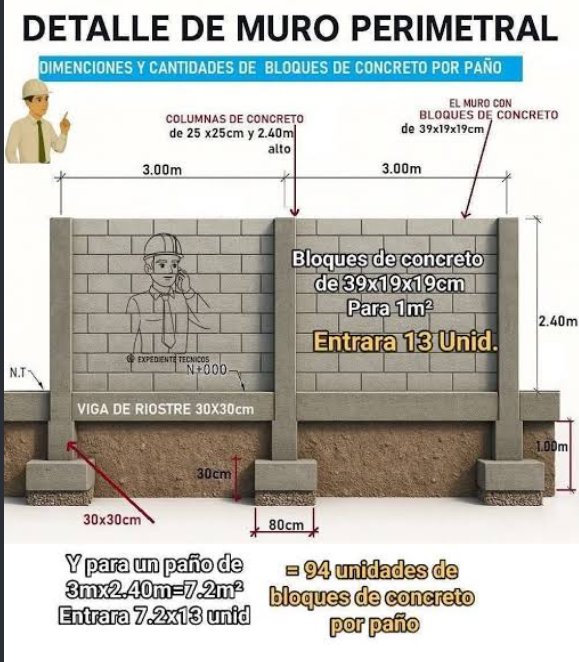 DETALLE DE MURO PERIMETRAL
DIMENCIONES Y CANTIDADES DE BLOQUES DE CONCRETO POR PAÑO
COLUMNAS DE CONCRETO
de 25 x25cm y 2.40m
alto
EL MURO CON
BLOQUES DE CONCRETO
de 39x19x19cm
3.00m
3.00m
Bloques de concreto
de 39x19x19cm
Para 1m²
Entrara 13 Unid.
2.40m
@ EXPEDIENTE TECNICOS
N.T
N+000
VIGA DE RIOSTRE 30X30cm
1.00m
30cm
30x30cm
80cm
Y para un paño de
3mx2.40m=7.2m²
Entrara 7.2x13 unid
= 94 unidades de
bloques de concreto
por paño